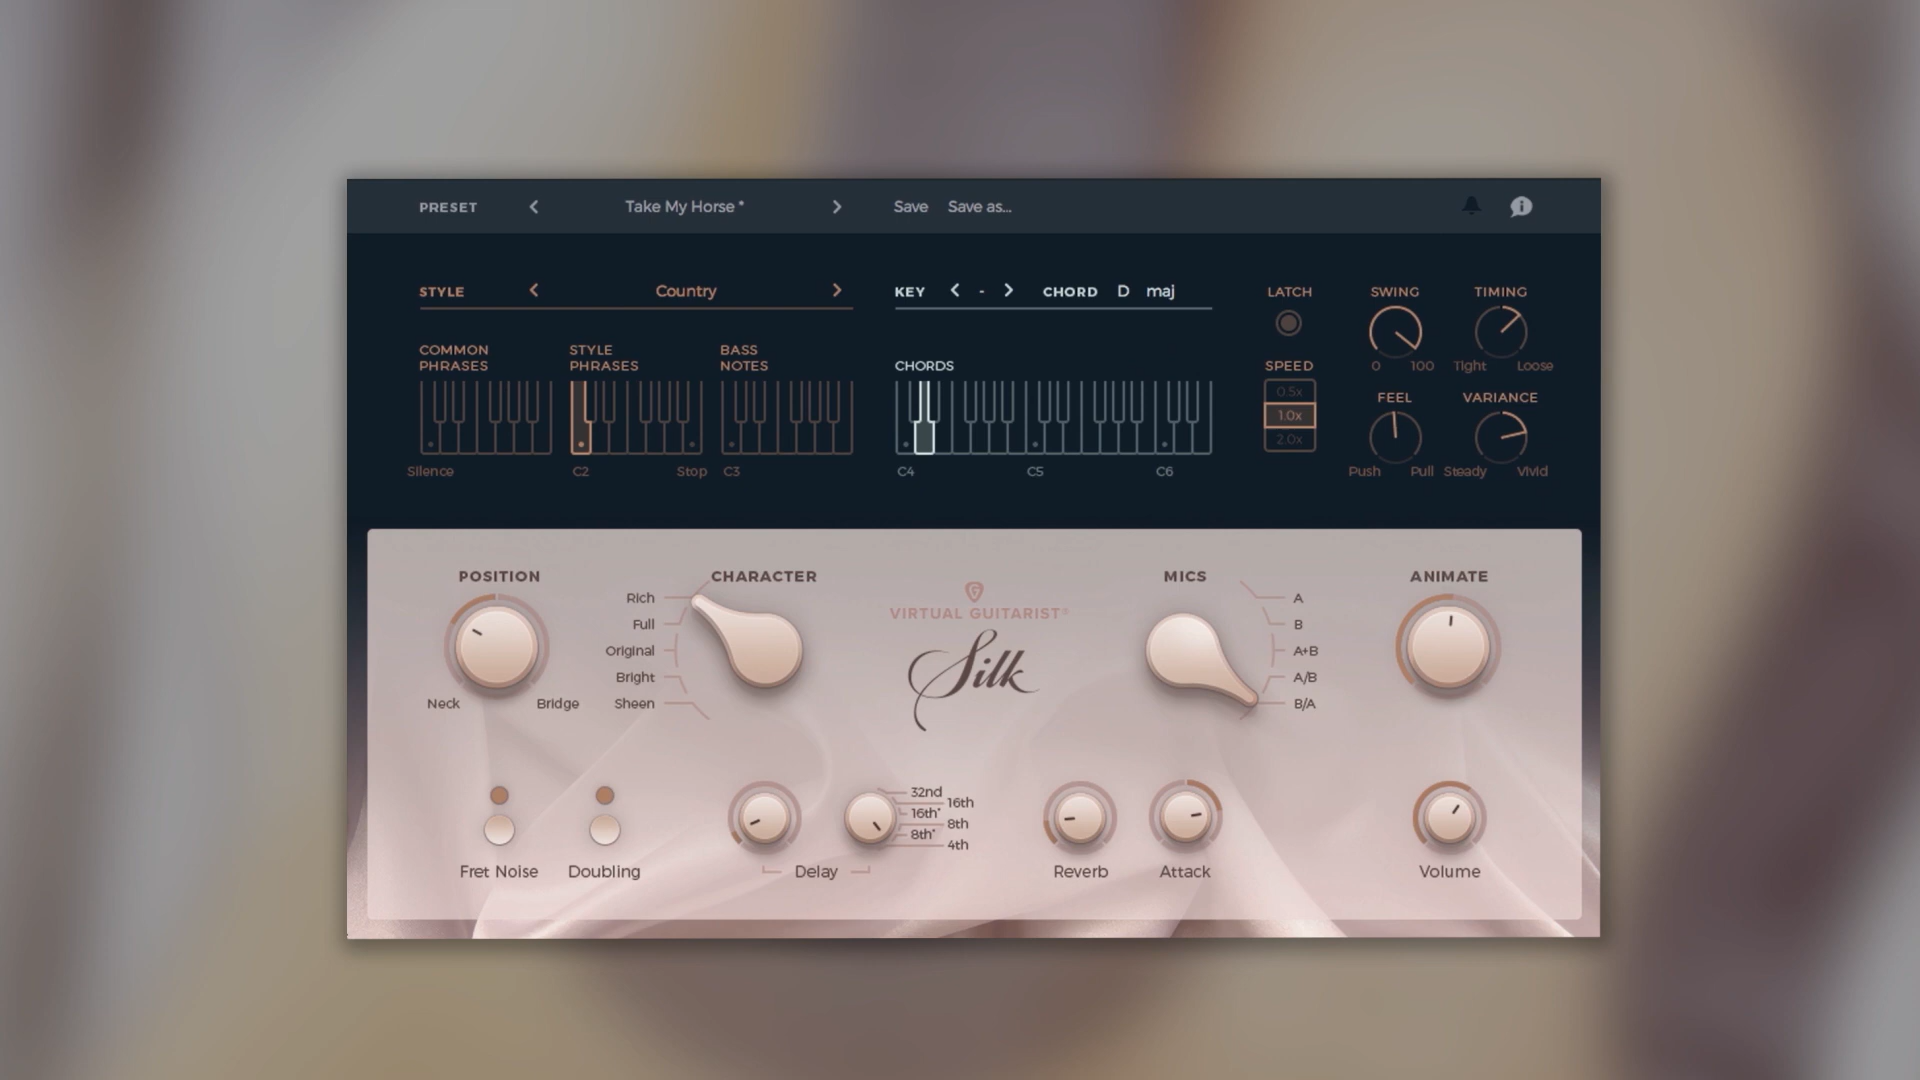 PRESET
Take My Horse *
Save Save as...
STYLE
Country
KEY - CHORD D maj
LATCH
SWING
0 100
TIMING
Tight Loose
COMMON
PHRASES
Silence
STYLE
PHRASES
C2 Stop
BASS
NOTES
C3
CHORDS
C4 C5 C6
SPEED
0.5x
1.0x
2.0x
FEEL
Push Pull
VARIANCE
Steady Vivid
POSITION
Neck Bridge
CHARACTER
Rich
Full
Original
Bright
Sheen
VIRTUAL GUITARIST®
Silk
MICS
A
B
A+B
A/B
B/A
ANIMATE
Fret Noise
Doubling
Delay
32nd
16th
16th*
8th
8th*
4th
Reverb
Attack
Volume